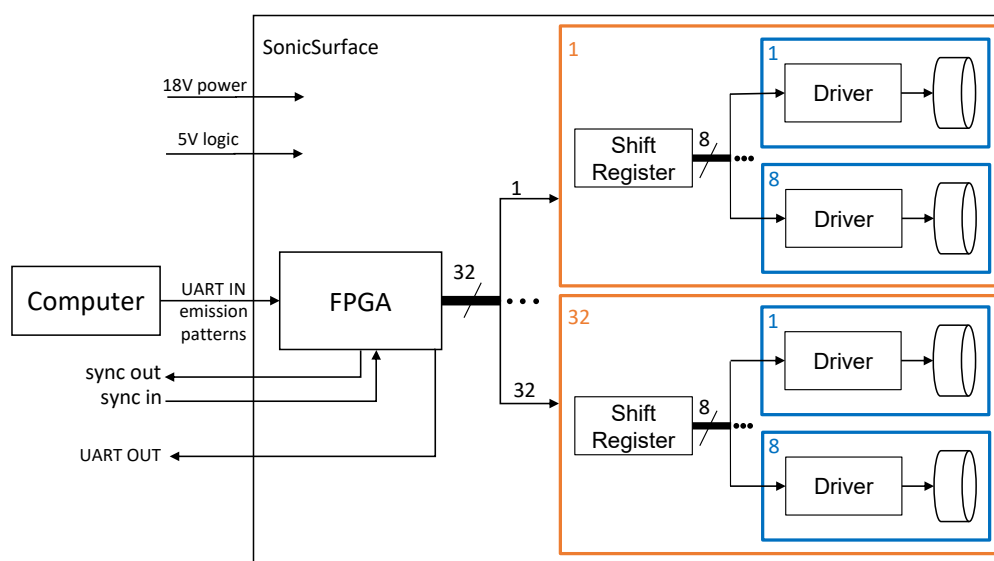 SonicSurface
18V power
5V logic
Computer
UART IN
emission
patterns
FPGA
sync out
sync in
UART OUT
32
1
32
1
Shift
Register
8
1
Driver
8
Driver
32
Shift
Register
8
1
Driver
8
Driver